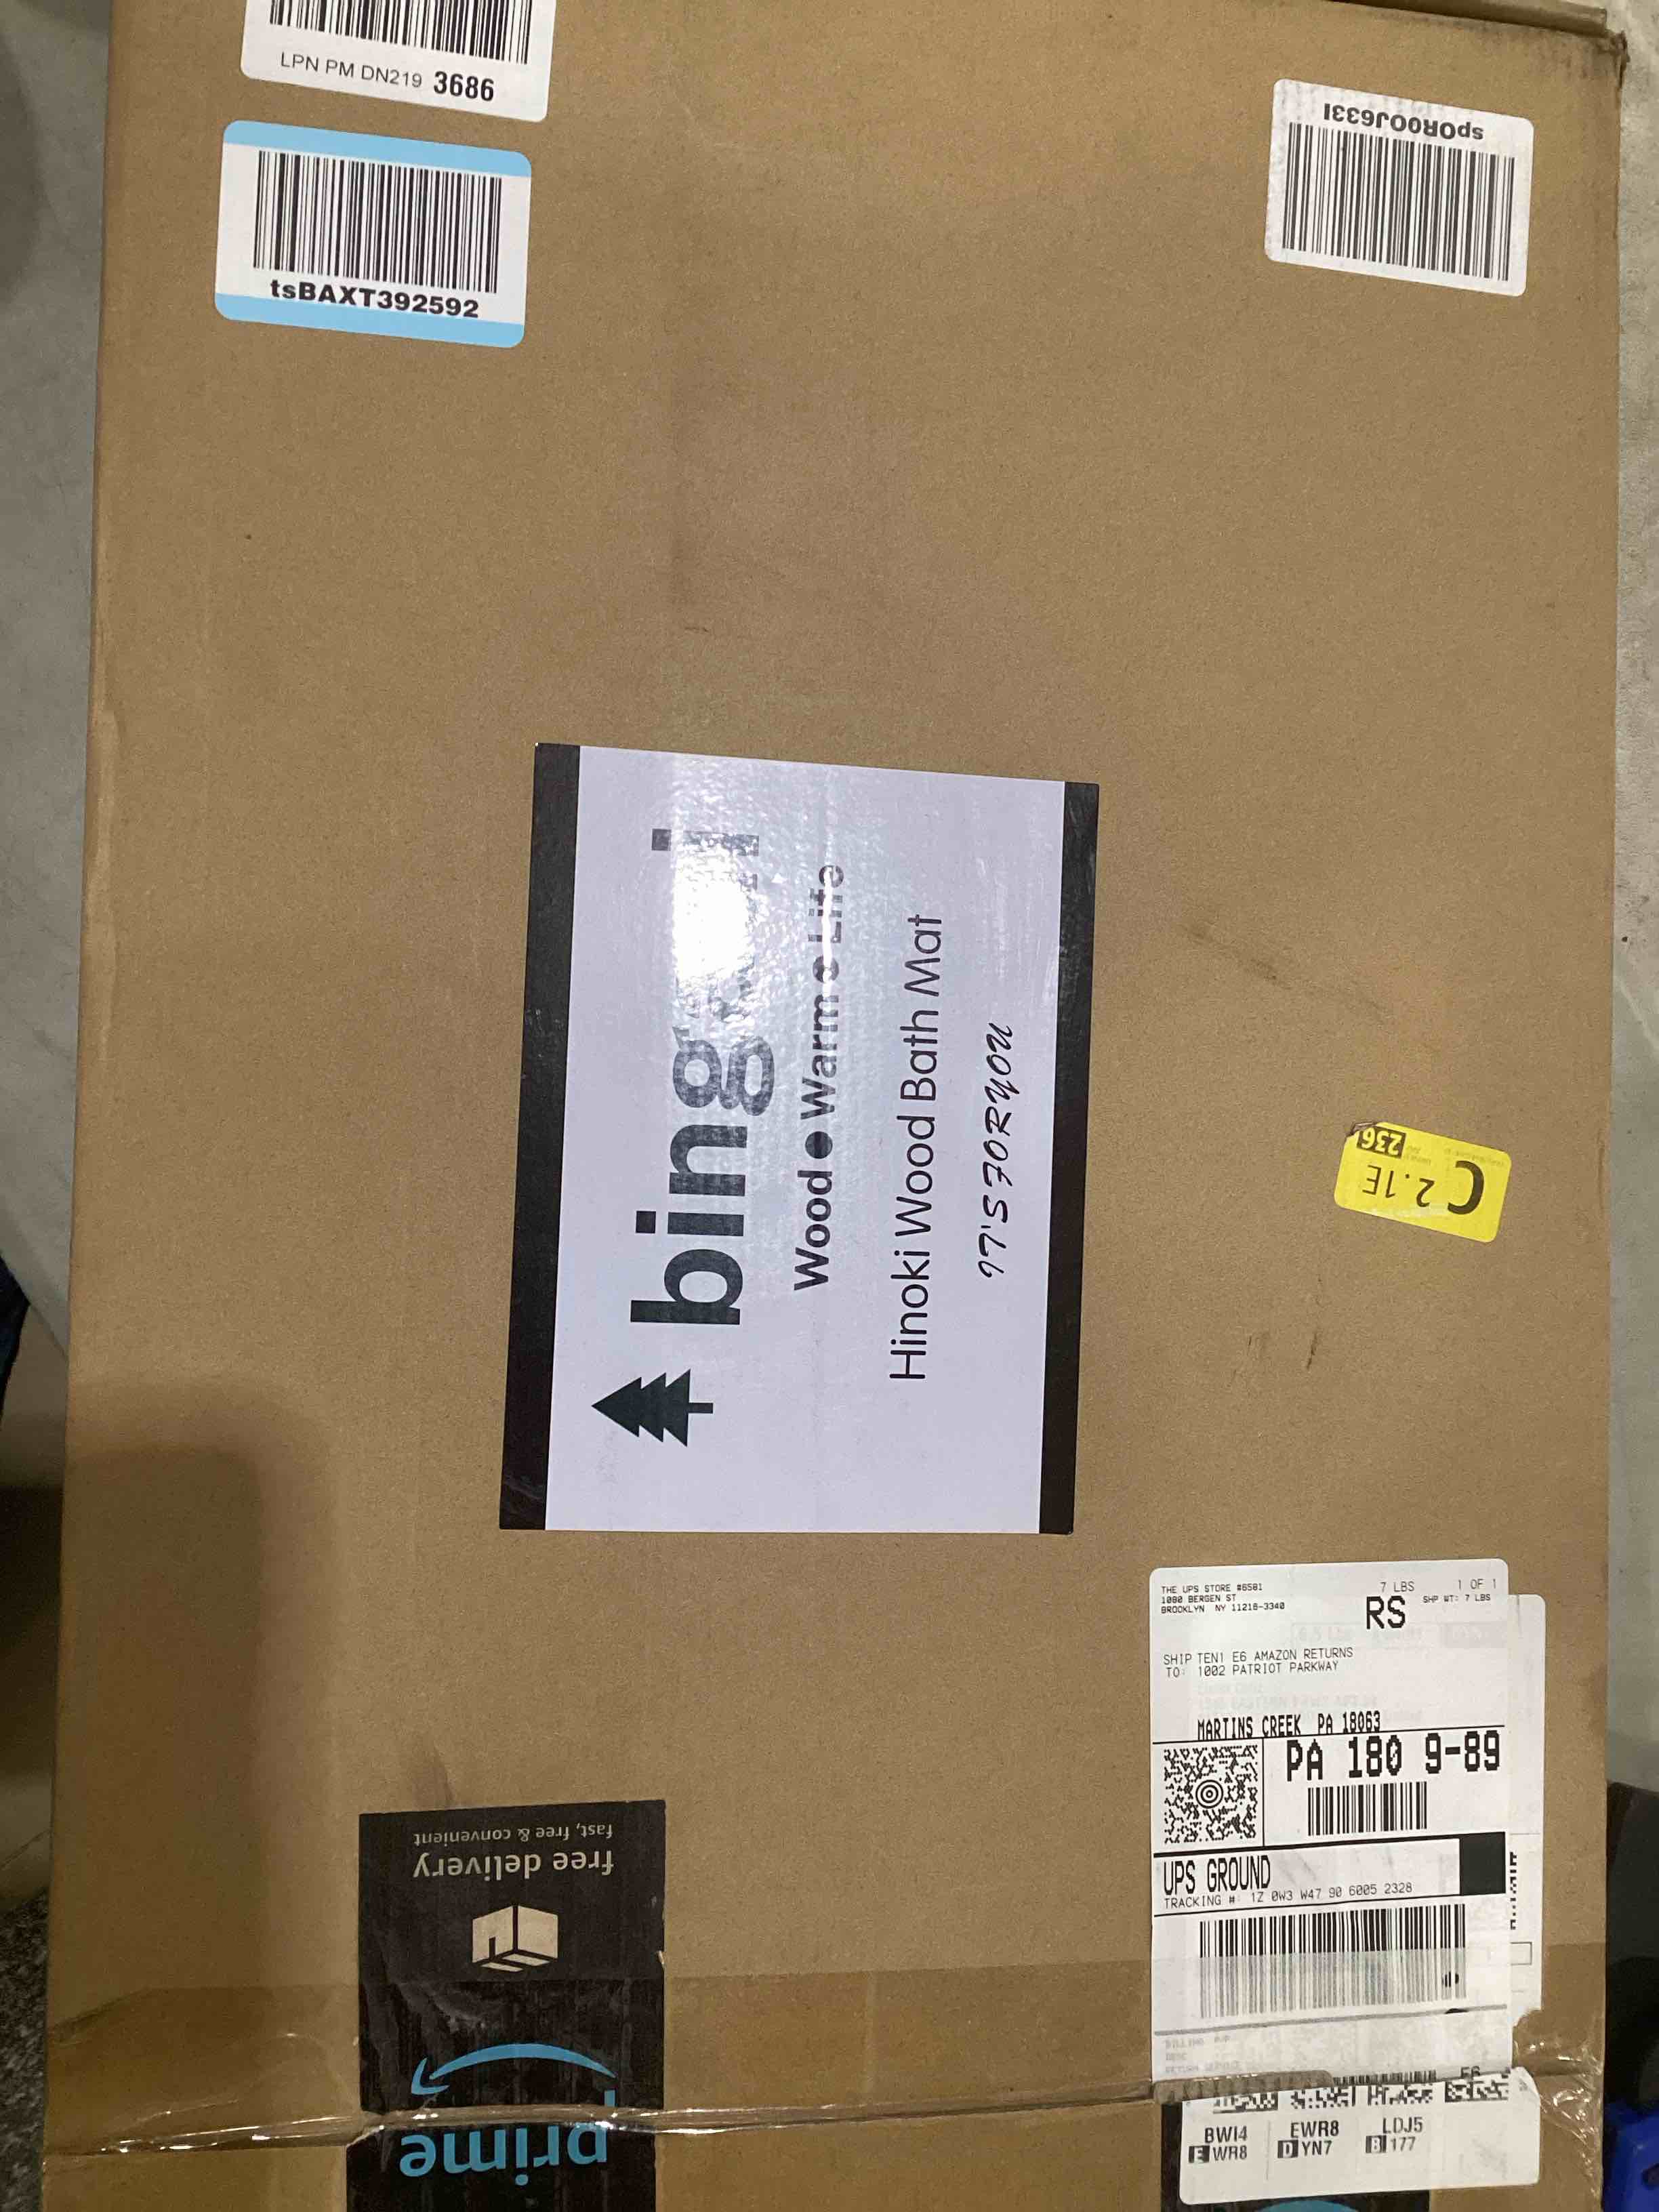 LPN PM DN219 3686
tsBAXT392592
spOR00J633I
Wood • Warm • Life
Hinoki Wood Bath Mat
IT'S FOR YOU
C 2.1E
236
THE UPS STORE #6581
1080 BERGEN ST
BROOKLYN NY 11216-3340
7 LBS
1 OF 1
RS
SHP WT: 7 LBS
SHIP TEN1 E6 AMAZON RETURNS
TO: 1002 PATRIOT PARKWAY
MARTINS CREEK PA 18063
PA 180 9-89
UPS GROUND
TRACKING #: 1Z 0W3 W47 90 6005 2328
free delivery
fast, free & convenient
prime
BWI4 EWR8 LDJ5
E WR8 D YN7 B 177